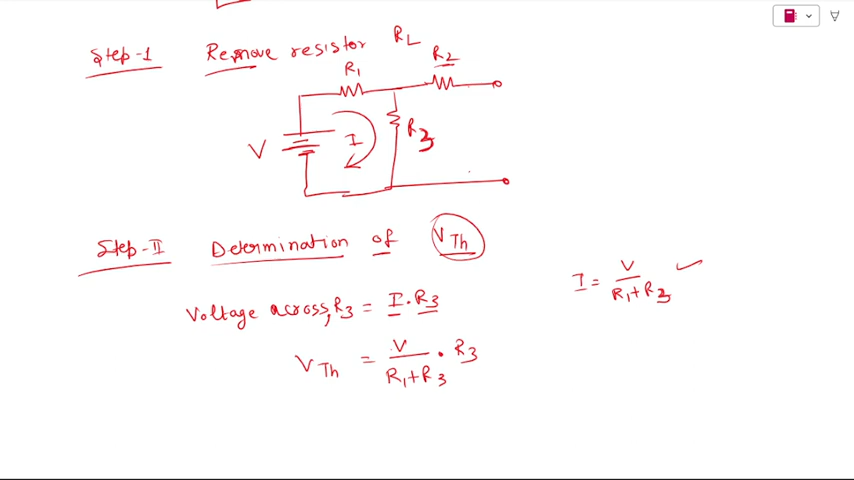 Step-1 Remove resistor RL
R1 R2
V I R3
Step-II Determination of VTh
I = V / R1+R3 ✓
Voltage across, R3 = I . R3
VTh = V / R1+R3 . R3